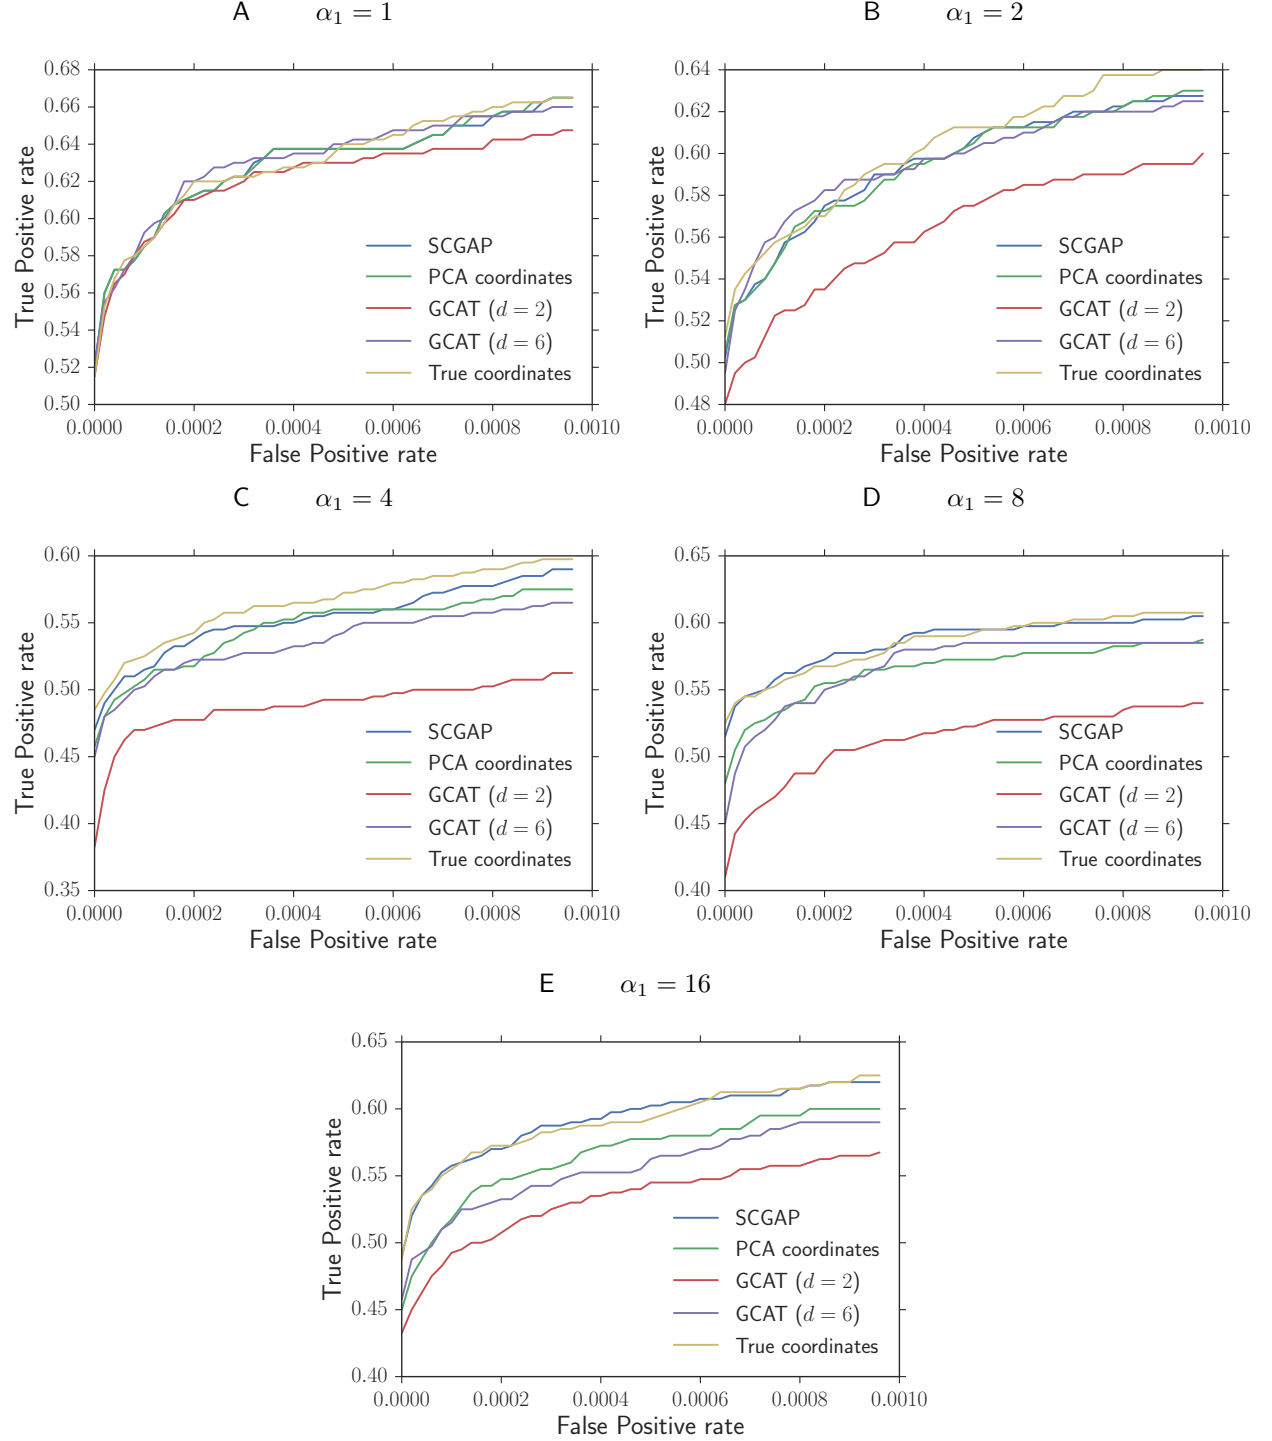 A α₁ = 1
0.68
0.66
0.64
0.62
0.60
0.58
0.56
0.54
0.52
0.50
True Positive rate
SCGAP
PCA coordinates
GCAT (d = 2)
GCAT (d = 6)
True coordinates
0.0000 0.0002 0.0004 0.0006 0.0008 0.0010
False Positive rate
B α₁ = 2
0.64
0.62
0.60
0.58
0.56
0.54
0.52
0.50
0.48
True Positive rate
SCGAP
PCA coordinates
GCAT (d = 2)
GCAT (d = 6)
True coordinates
0.0000 0.0002 0.0004 0.0006 0.0008 0.0010
False Positive rate
C α₁ = 4
0.60
0.55
0.50
0.45
0.40
0.35
True Positive rate
SCGAP
PCA coordinates
GCAT (d = 2)
GCAT (d = 6)
True coordinates
0.0000 0.0002 0.0004 0.0006 0.0008 0.0010
False Positive rate
D α₁ = 8
0.65
0.60
0.55
0.50
0.45
0.40
True Positive rate
SCGAP
PCA coordinates
GCAT (d = 2)
GCAT (d = 6)
True coordinates
0.0000 0.0002 0.0004 0.0006 0.0008 0.0010
False Positive rate
E α₁ = 16
0.65
0.60
0.55
0.50
0.45
0.40
True Positive rate
SCGAP
PCA coordinates
GCAT (d = 2)
GCAT (d = 6)
True coordinates
0.0000 0.0002 0.0004 0.0006 0.0008 0.0010
False Positive rate